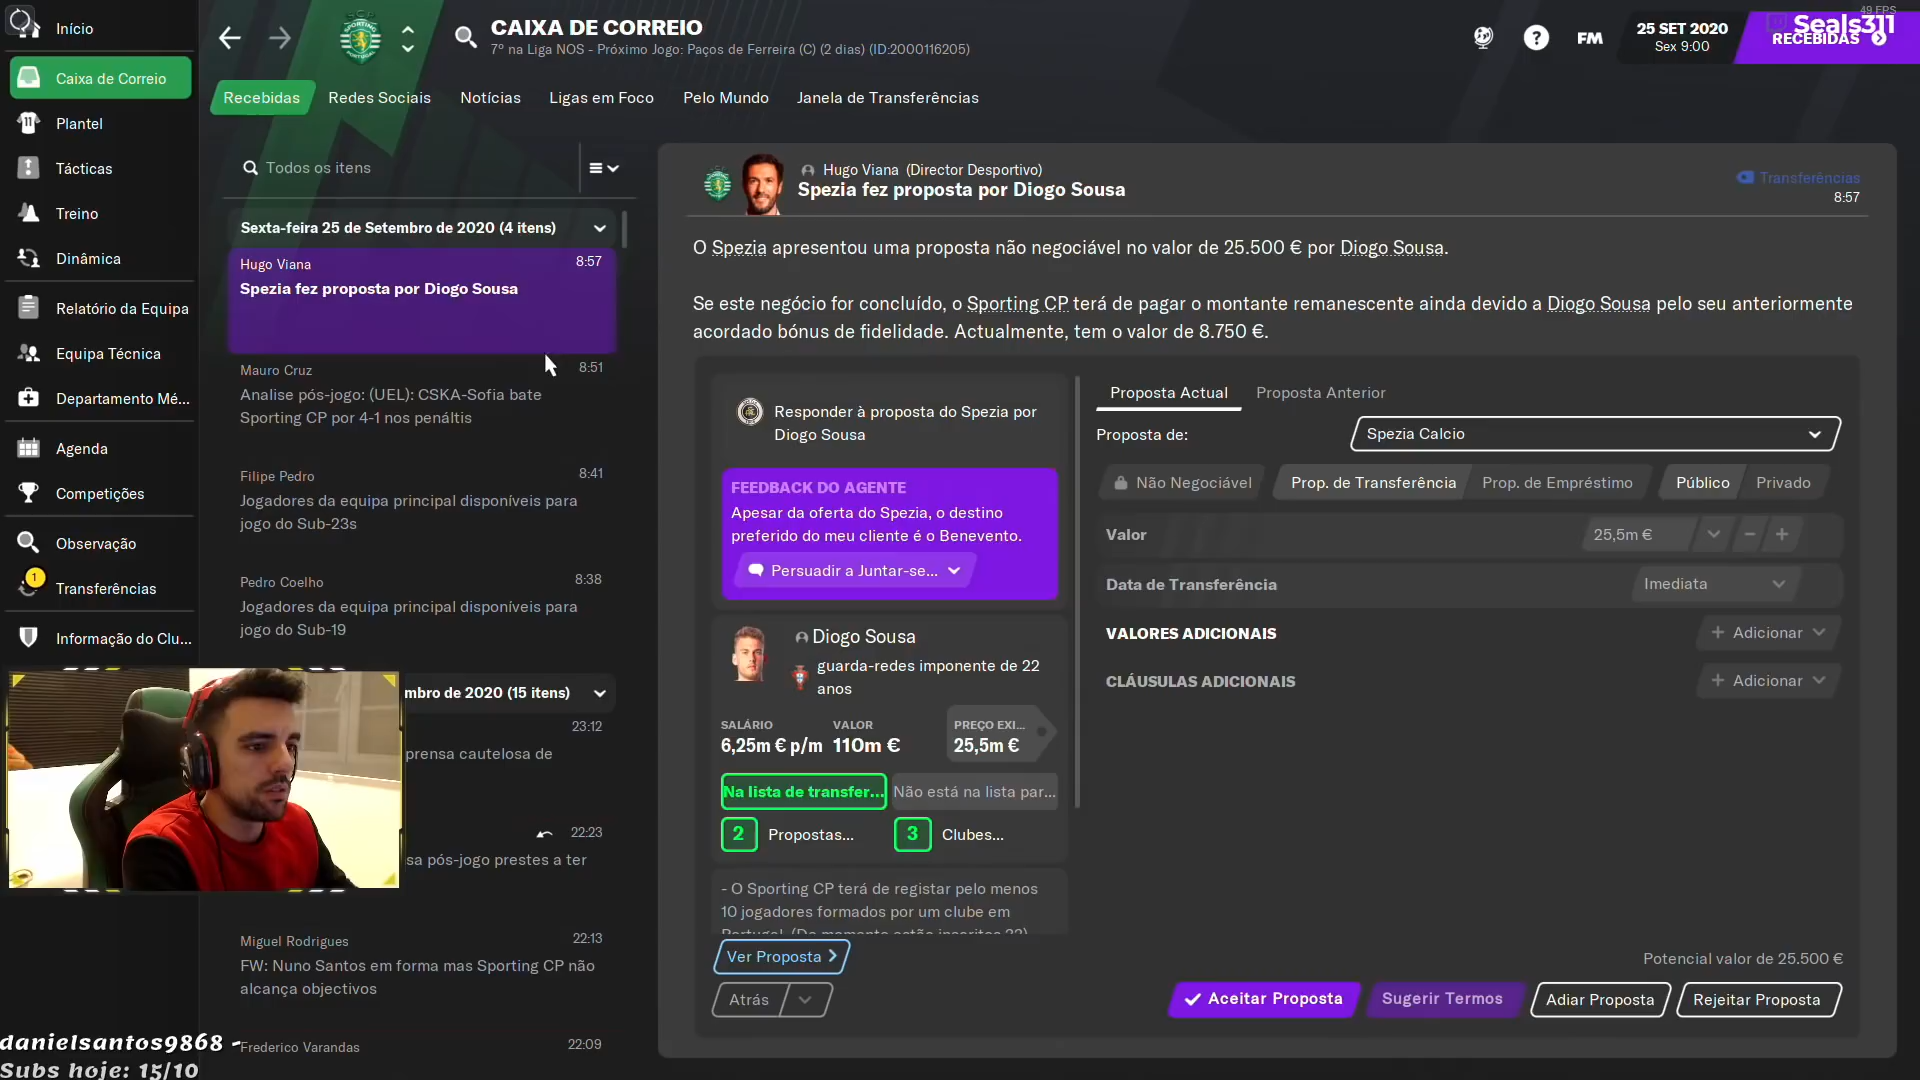 Início
Caixa de Correio
Plantel
Tácticas
Treino
Dinâmica
Relatório da Equipa
Equipa Técnica
Departamento Mé...
Agenda
Competições
Observação
1
Transferências
Informação do Clu...
CAIXA DE CORREIO
7º na Liga NOS - Próximo Jogo: Paços de Ferreira (C) (2 dias) (ID:2000116205)
FM
25 SET 2020
Sex 9:00
49 FPS
Seals311
RECEBIDAS
Recebidas
Redes Sociais
Notícias
Ligas em Foco
Pelo Mundo
Janela de Transferências
Todos os itens
Sexta-feira 25 de Setembro de 2020 (4 itens)
Hugo Viana
8:57
Spezia fez proposta por Diogo Sousa
Mauro Cruz
8:51
Analise pós-jogo: (UEL): CSKA-Sofia bate
Sporting CP por 4-1 nos penáltis
Filipe Pedro
8:41
Jogadores da equipa principal disponíveis para
jogo do Sub-23s
Pedro Coelho
8:38
Jogadores da equipa principal disponíveis para
jogo do Sub-19
mbro de 2020 (15 itens)
23:12
prensa cautelosa de
22:23
sa pós-jogo prestes a ter
Miguel Rodrigues
22:13
FW: Nuno Santos em forma mas Sporting CP não
alcança objectivos
Frederico Varandas
22:09
danielsantos9868 -
Subs hoje: 15/10
Hugo Viana (Director Desportivo)
Spezia fez proposta por Diogo Sousa
Transferências
8:57
O Spezia apresentou uma proposta não negociável no valor de 25.500 € por Diogo Sousa.
Se este negócio for concluído, o Sporting CP terá de pagar o montante remanescente ainda devido a Diogo Sousa pelo seu anteriormente
acordado bónus de fidelidade. Actualmente, tem o valor de 8.750 €.
Responder à proposta do Spezia por
Diogo Sousa
FEEDBACK DO AGENTE
Apesar da oferta do Spezia, o destino
preferido do meu cliente é o Benevento.
Persuadir a Juntar-se...
Diogo Sousa
guarda-redes imponente de 22
anos
SALÁRIO
6,25m € p/m
VALOR
110m €
PREÇO EXI...
25,5m €
Na lista de transfer...
Não está na lista par...
2
Propostas...
3
Clubes...
- O Sporting CP terá de registar pelo menos
10 jogadores formados por um clube em
Portugal. (De momento estão inscritos 22)
Ver Proposta
Atrás
Proposta Actual
Proposta Anterior
Proposta de:
Spezia Calcio
Não Negociável
Prop. de Transferência
Prop. de Empréstimo
Público
Privado
Valor
25,5m €
Data de Transferência
Imediata
VALORES ADICIONAIS
Adicionar
CLÁUSULAS ADICIONAIS
Adicionar
Potencial valor de 25.500 €
Aceitar Proposta
Sugerir Termos
Adiar Proposta
Rejeitar Proposta